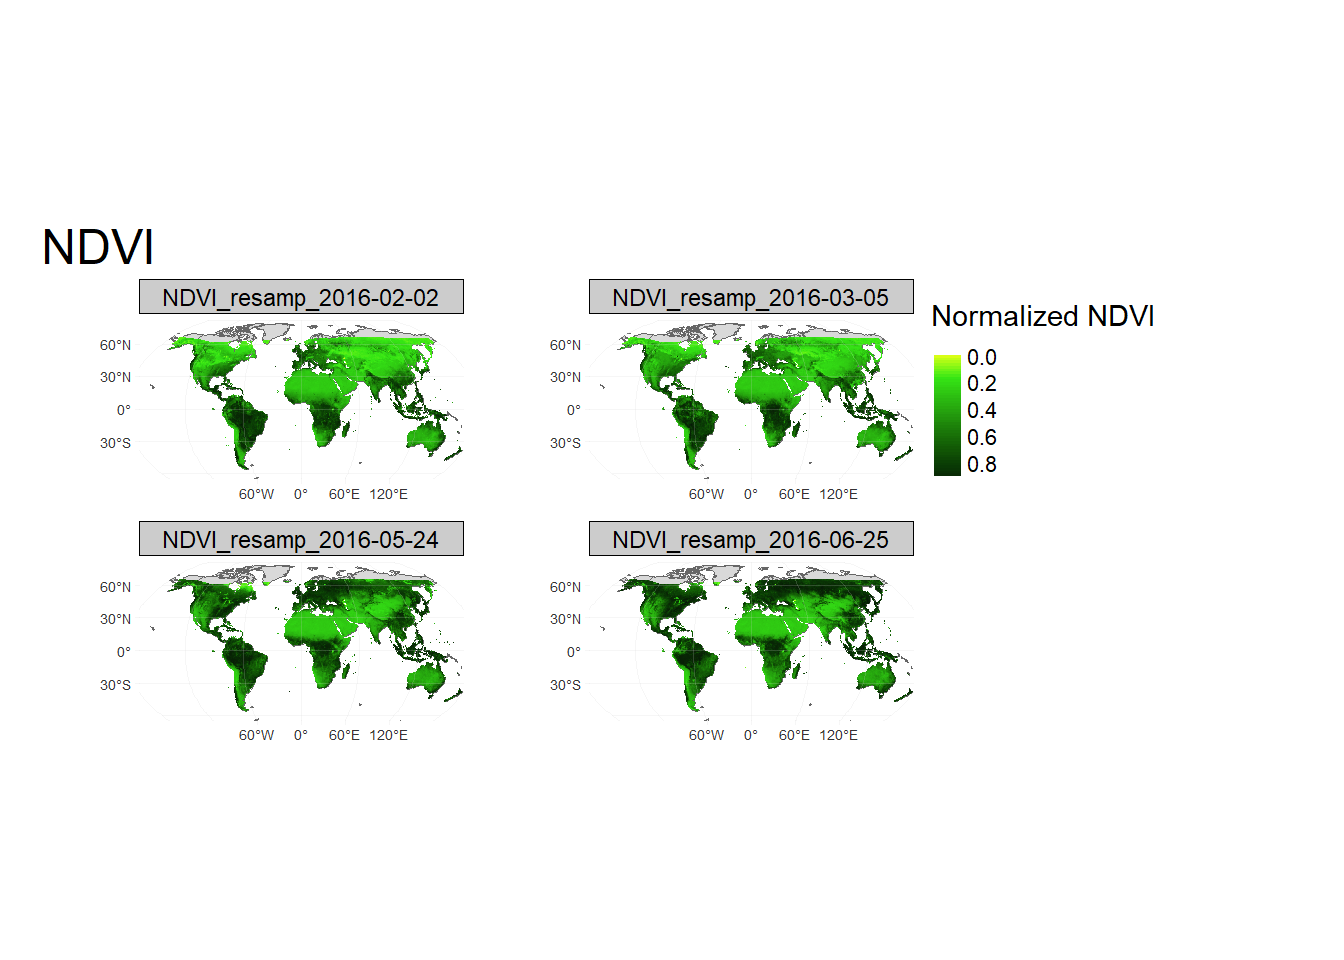 NDVI
NDVI_resamp_2016-02-02
NDVI_resamp_2016-03-05
60°N
30°N
0°
30°S
60°W 0° 60°E 120°E
60°N
30°N
0°
30°S
60°W 0° 60°E 120°E
Normalized NDVI
0.0
0.2
0.4
0.6
0.8
NDVI_resamp_2016-05-24
NDVI_resamp_2016-06-25
60°N
30°N
0°
30°S
60°W 0° 60°E 120°E
60°N
30°N
0°
30°S
60°W 0° 60°E 120°E